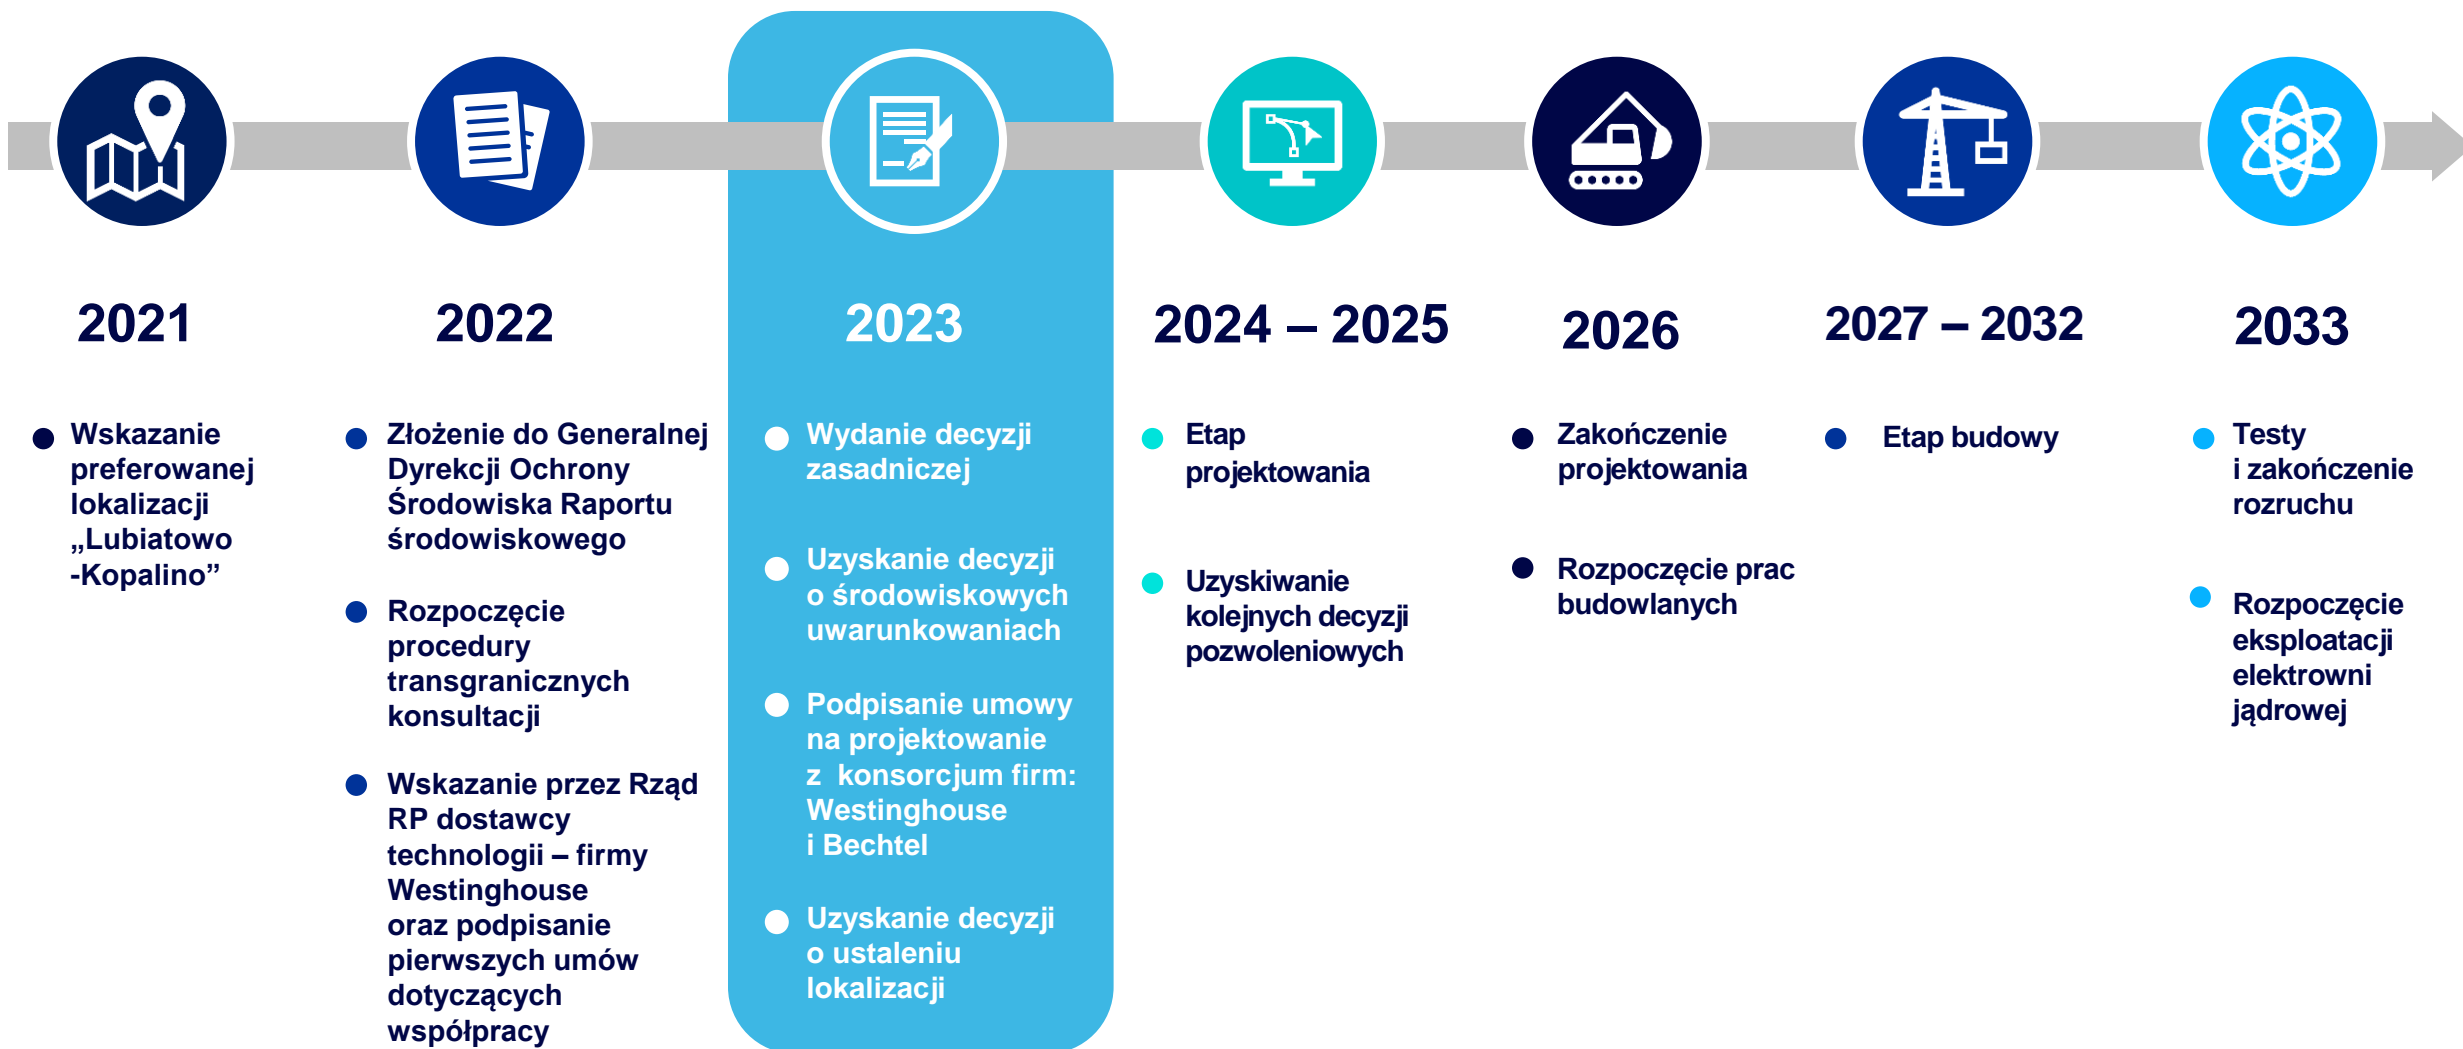 2021
Wskazanie
preferowanej
lokalizacji
„Lubiatowo
-Kopalino”
2022
Złożenie do Generalnej
Dyrekcji Ochrony
Środowiska Raportu
środowiskowego
Rozpoczęcie
procedury
transgranicznych
konsultacji
Wskazanie przez Rząd
RP dostawcy
technologii – firmy
Westinghouse
oraz podpisanie
pierwszych umów
dotyczących
współpracy
2023
Wydanie decyzji
zasadniczej
Uzyskanie decyzji
o środowiskowych
uwarunkowaniach
Podpisanie umowy
na projektowanie
z konsorcjum firm:
Westinghouse
i Bechtel
Uzyskanie decyzji
o ustaleniu
lokalizacji
2024 – 2025
Etap
projektowania
Uzyskiwanie
kolejnych decyzji
pozwoleniowych
2026
Zakończenie
projektowania
Rozpoczęcie prac
budowlanych
2027 – 2032
Etap budowy
2033
Testy
i zakończenie
rozruchu
Rozpoczęcie
eksploatacji
elektrowni
jądrowej